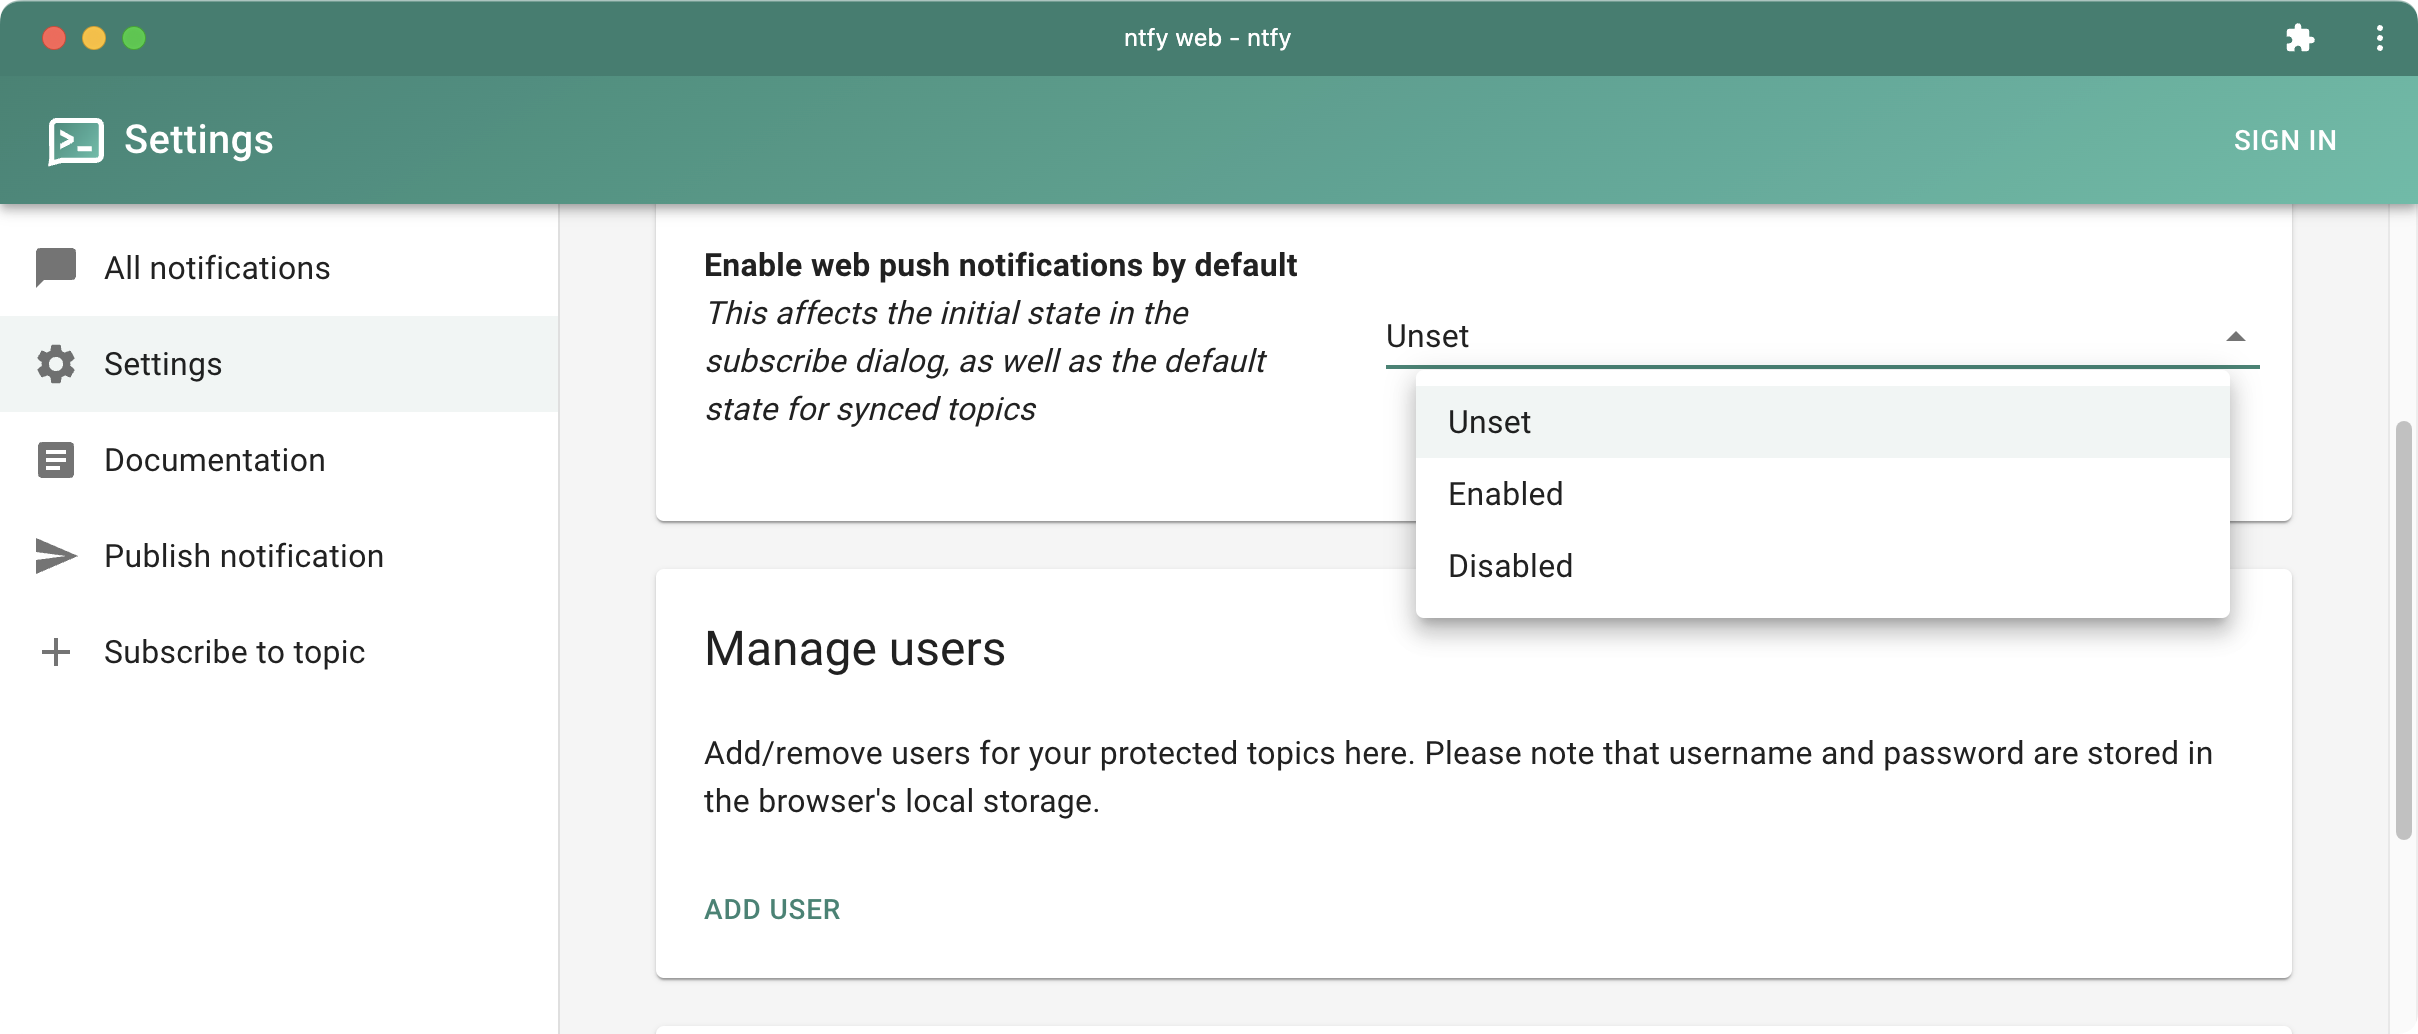 ntfy web - ntfy
Settings
SIGN IN
All notifications
Settings
Documentation
Publish notification
Subscribe to topic
Enable web push notifications by default
This affects the initial state in the
subscribe dialog, as well as the default
state for synced topics
Unset
Unset
Enabled
Disabled
Manage users
Add/remove users for your protected topics here. Please note that username and password are stored in
the browser's local storage.
ADD USER